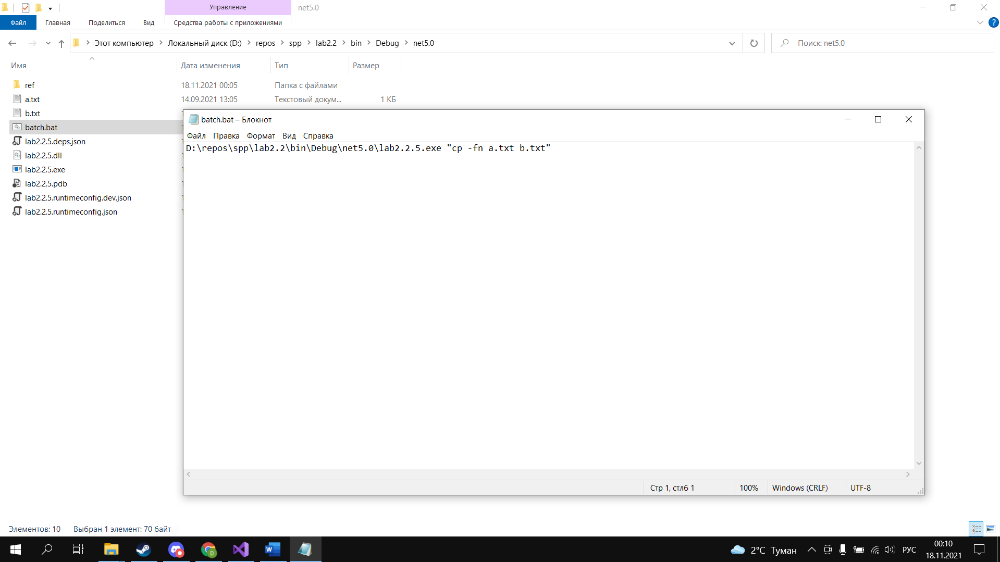 Управление
net5.0
Файл Главная Поделиться Вид Средства работы с приложениями
Этот компьютер Локальный диск (D:) repos spp lab2.2 bin Debug net5.0
Поиск: net5.0
Имя Дата изменения Тип Размер
ref 18.11.2021 00:05 Папка с файлами
a.txt 14.09.2021 13:05 Текстовый докум... 1 КБ
b.txt
batch.bat
lab2.2.5.deps.json
lab2.2.5.dll
lab2.2.5.exe
lab2.2.5.pdb
lab2.2.5.runtimeconfig.dev.json
lab2.2.5.runtimeconfig.json
batch.bat – Блокнот
Файл Правка Формат Вид Справка
D:\repos\spp\lab2.2\bin\Debug\net5.0\lab2.2.5.exe "cp -fn a.txt b.txt"
Стр 1, стлб 1 100% Windows (CRLF) UTF-8
Элементов: 10 Выбран 1 элемент: 70 байт
2°C Туман РУС
00:10
18.11.2021